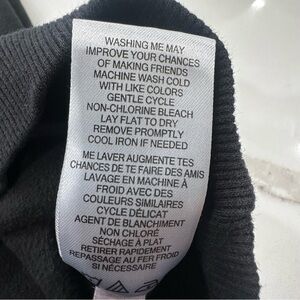 WASHING ME MAY
IMPROVE YOUR CHANCES
OF MAKING FRIENDS
MACHINE WASH COLD
WITH LIKE COLORS
GENTLE CYCLE
NON-CHLORINE BLEACH
LAY FLAT TO DRY
REMOVE PROMPTLY
COOL IRON IF NEEDED
ME LAVER AUGMENTE TES
CHANCES DE TE FAIRE DES AMIS
LAVAGE EN MACHINE À
FROID AVEC DES
COULEURS SIMILAIRES
CYCLE DÉLICAT
AGENT DE BLANCHIMENT
NON CHLORÉ
SÉCHAGE À PLAT
RETIRER RAPIDEMENT
REPASSAGE AU FER FROID
SI NÉCESSAIRE